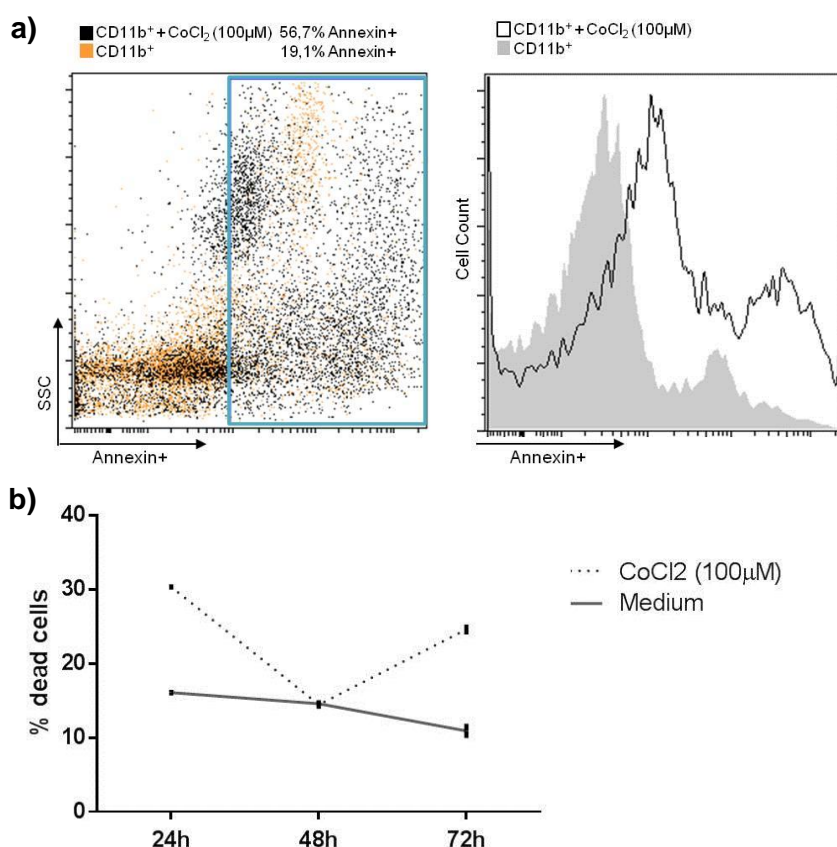 a)
CD11b⁺ + CoCl₂ (100µM) 56,7% Annexin+
CD11b⁺ 19,1% Annexin+
SSC
Annexin+
CD11b⁺ + CoCl₂ (100µM)
CD11b⁺
Cell Count
Annexin+
b)
% dead cells
40
30
20
10
0
24h 48h 72h
CoCl2 (100µM)
Medium